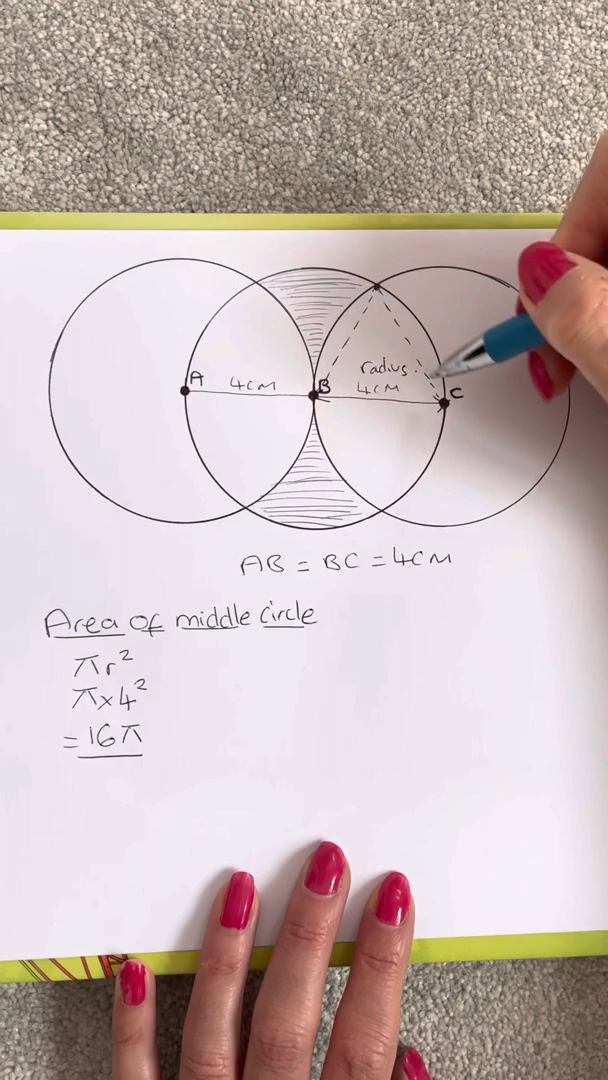 A 4cm B radius 4cm C
AB = BC = 4cm
Area of middle circle
πr²
π×4²
=16π